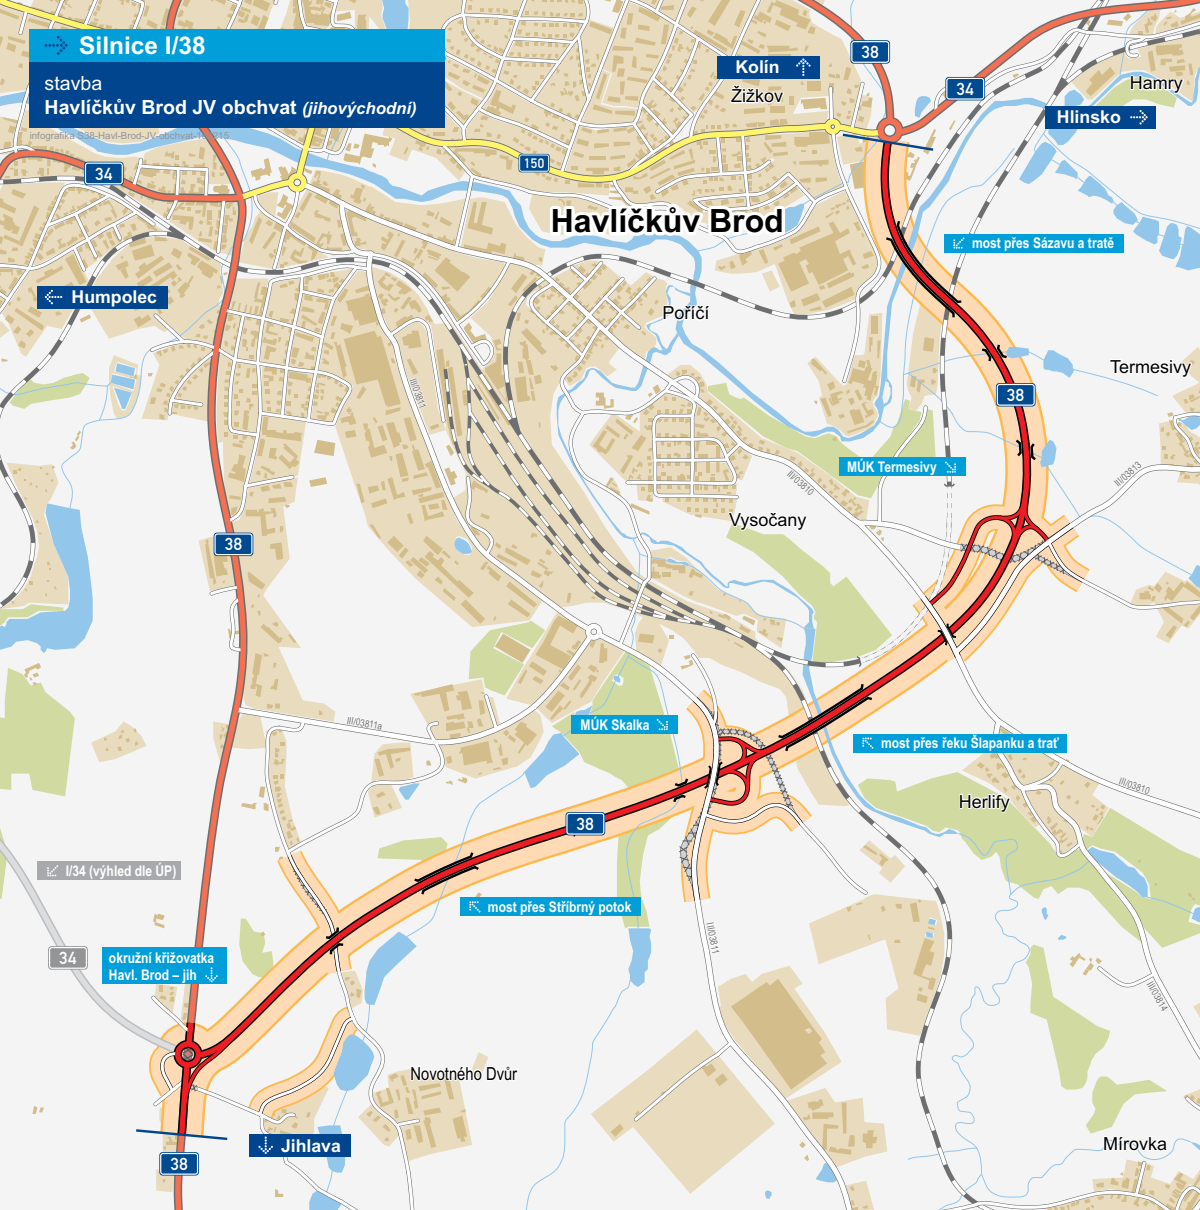 Silnice I/38
stavba
Havlíčkův Brod JV obchvat (jihovýchodní)
38
Kolín
Žižkov
34
Hamry
Hlinsko
150
34
Havlíčkův Brod
most přes Sázavu a tratě
Humpolec
Poříčí
Termesivy
38
III/03811
MÚK Termesivy
III/03810
III/03813
Vysočany
38
III/03811a
MÚK Skalka
most přes řeku Šlapanku a trať
III/03810
Herlify
38
I/34 (výhled dle ÚP)
most přes Stříbrný potok
III/03811
34
okružní křižovatka
Havl. Brod – jih
III/03814
Novotného Dvůr
Jihlava
Mírovka
38